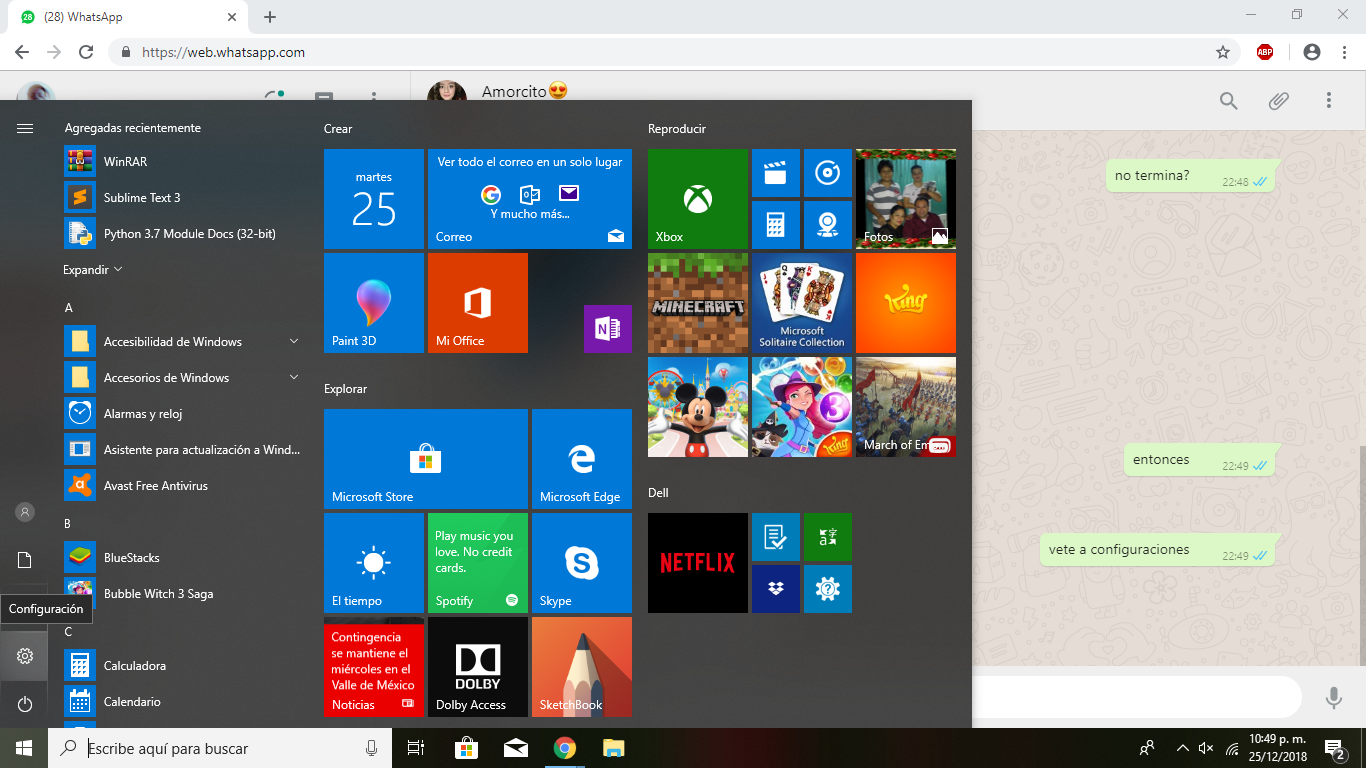 (28) WhatsApp
https://web.whatsapp.com
ABP
Amorcito
Agregadas recientemente
WinRAR
Sublime Text 3
Python 3.7 Module Docs (32-bit)
Expandir
A
Accesibilidad de Windows
Accesorios de Windows
Alarmas y reloj
Asistente para actualización a Wind...
Avast Free Antivirus
B
BlueStacks
Bubble Witch 3 Saga
Configuración
C
Calculadora
Calendario
Crear
martes
25
Ver todo el correo en un solo lugar
Y mucho más...
Correo
Paint 3D
Mi Office
Explorar
Microsoft Store
Microsoft Edge
El tiempo
Play music you
love. No credit
cards.
Spotify
Skype
Contingencia
se mantiene el
miércoles en el
Valle de México
Noticias
DOLBY
Dolby Access
SketchBook
Reproducir
Xbox
Fotos
MINECRAFT
Microsoft
Solitaire Collection
King
3
King
March of Em
Dell
NETFLIX
no termina?
22:48
entonces
22:49
vete a configuraciones
22:49
Escribe aquí para buscar
10:49 p. m.
25/12/2018
2